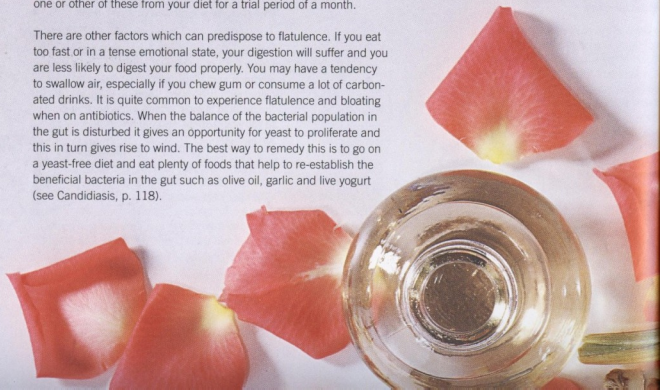 one or other of these from your diet for a trial period of a month.
There are other factors which can predispose to flatulence. If you eat
too fast or in a tense emotional state, your digestion will suffer and you
are less likely to digest your food properly. You may have a tendency
to swallow air, especially if you chew gum or consume a lot of carbon-
ated drinks. It is quite common to experience flatulence and bloating
when on antibiotics. When the balance of the bacterial population in
the gut is disturbed it gives an opportunity for yeast to proliferate and
this in turn gives rise to wind. The best way to remedy this is to go on
a yeast-free diet and eat plenty of foods that help to re-establish the
beneficial bacteria in the gut such as olive oil, garlic and live yogurt
(see Candidiasis, p. 118).